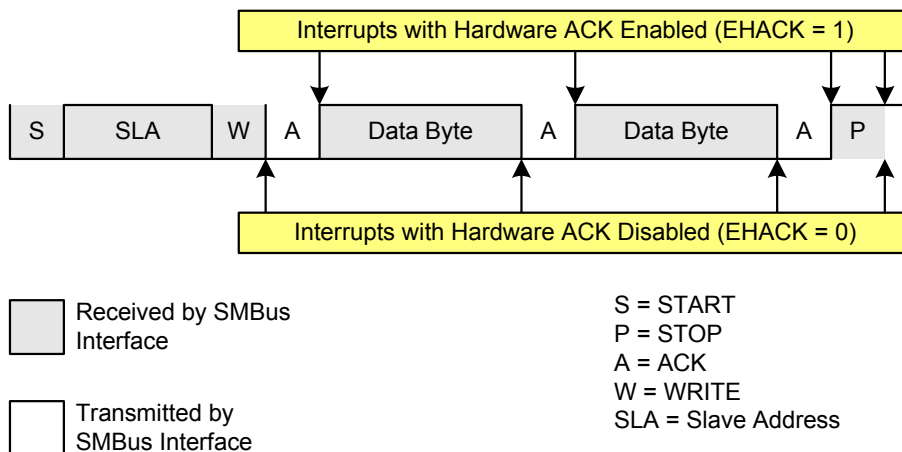 Interrupts with Hardware ACK Enabled (EHACK = 1)
S SLA W A Data Byte A Data Byte A P
Interrupts with Hardware ACK Disabled (EHACK = 0)
Received by SMBus
Interface
Transmitted by
SMBus Interface
S = START
P = STOP
A = ACK
W = WRITE
SLA = Slave Address